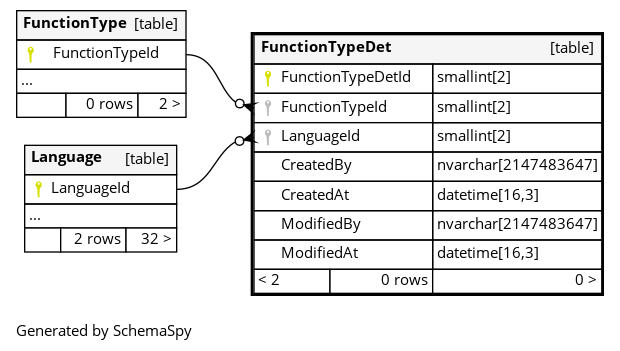 FunctionType [table]
FunctionTypeId
...
0 rows 2 >
Language [table]
LanguageId
...
2 rows 32 >
FunctionTypeDet [table]
FunctionTypeDetId smallint[2]
FunctionTypeId smallint[2]
LanguageId smallint[2]
CreatedBy nvarchar[2147483647]
CreatedAt datetime[16,3]
ModifiedBy nvarchar[2147483647]
ModifiedAt datetime[16,3]
< 2 0 rows 0 >
Generated by SchemaSpy